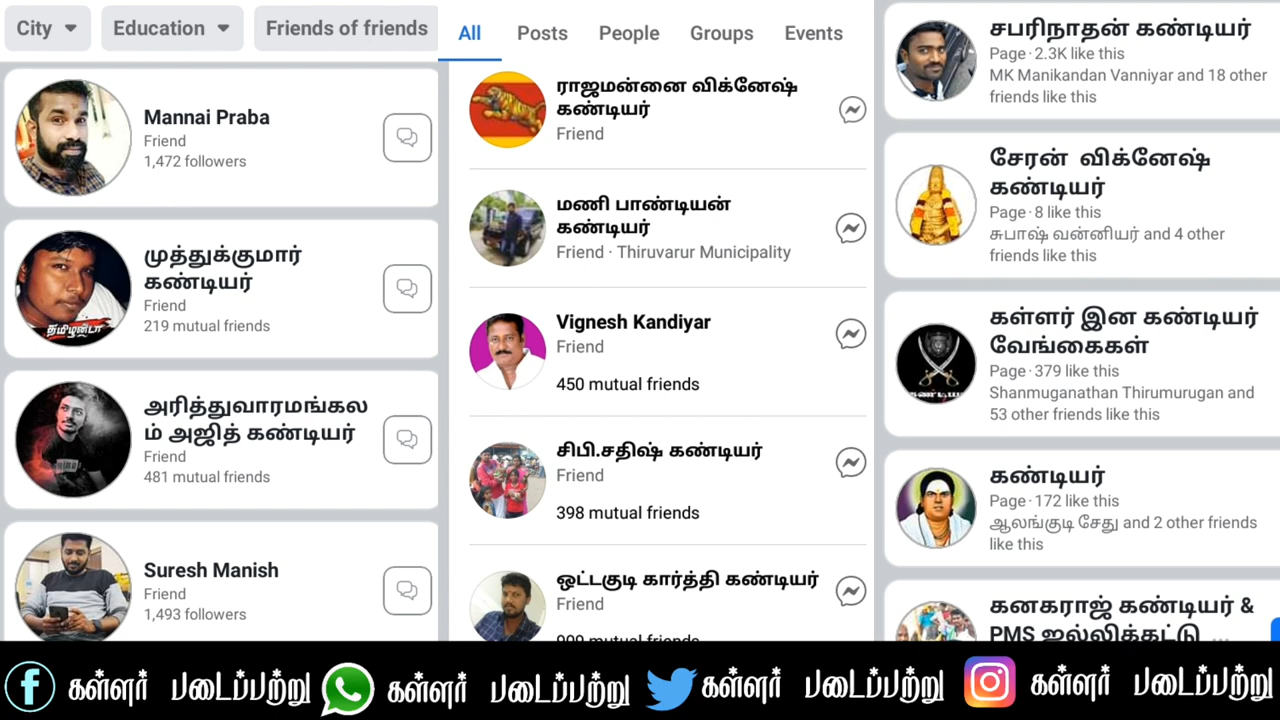 City
Education
Friends of friends
Mannai Praba
Friend
1,472 followers
முத்துக்குமார்
கண்டியர்
Friend
219 mutual friends
அரித்துவாரமங்கல
ம் அஜித் கண்டியர்
Friend
481 mutual friends
Suresh Manish
Friend
1,493 followers
All Posts People Groups Events
ராஜமன்னை விக்னேஷ்
கண்டியர்
Friend
மணி பாண்டியன்
கண்டியர்
Friend · Thiruvarur Municipality
Vignesh Kandiyar
Friend
450 mutual friends
சிபி.சதிஷ் கண்டியர்
Friend
398 mutual friends
ஒட்டகுடி கார்த்தி கண்டியர்
Friend
சபரிநாதன் கண்டியர்
Page · 2.3K like this
MK Manikandan Vanniyar and 18 other
friends like this
சேரன் விக்னேஷ்
கண்டியர்
Page · 8 like this
சுபாஷ் வன்னியர் and 4 other
friends like this
கள்ளர் இன கண்டியர்
வேங்கைகள்
Page · 379 like this
Shanmuganathan Thirumurugan and
53 other friends like this
கண்டியர்
Page · 172 like this
ஆலங்குடி சேது and 2 other friends
like this
கனகராஜ் கண்டியர் &
PMS ஜல்லிக்கட்டு ...
கள்ளர் படைப்பற்று கள்ளர் படைப்பற்று கள்ளர் படைப்பற்று கள்ளர் படைப்பற்று